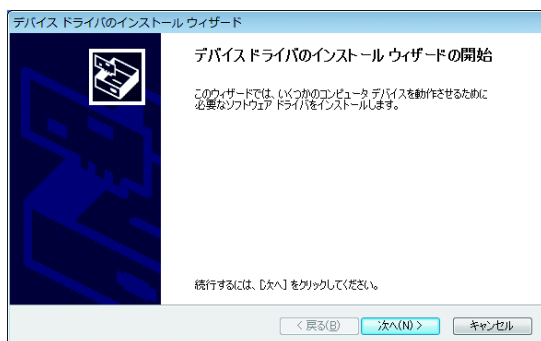 デバイス ドライバのインストール ウィザード
デバイス ドライバのインストール ウィザードの開始
このウィザードでは、いくつかのコンピュータ デバイスを動作させるために
必要なソフトウェア ドライバをインストールします。
続行するには、[次へ] をクリックしてください。
< 戻る(B)
次へ(N) >
キャンセル